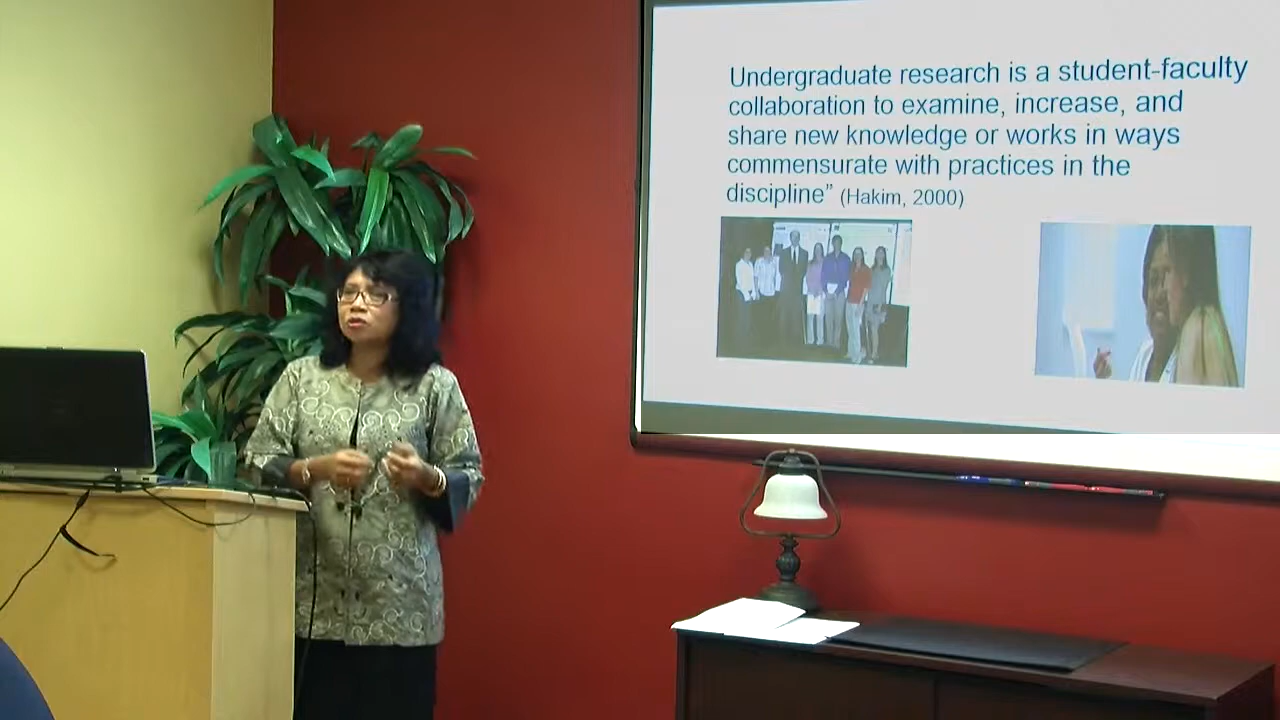 Undergraduate research is a student-faculty
collaboration to examine, increase, and
share new knowledge or works in ways
commensurate with practices in the
discipline” (Hakim, 2000)